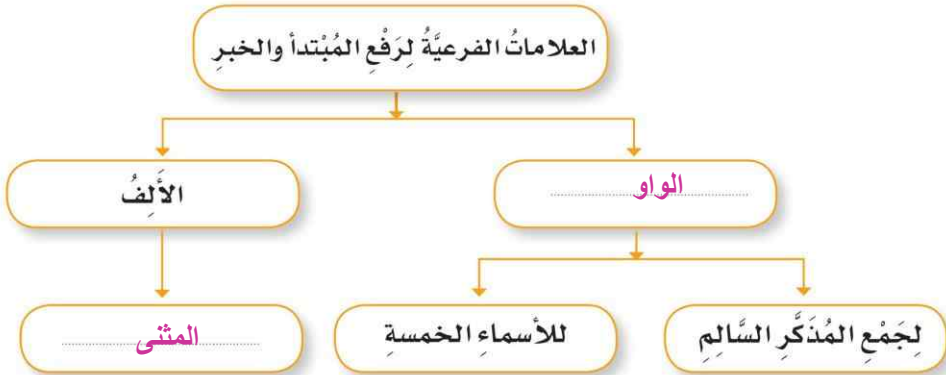 العلاماتُ الفرعيَّةُ لِرَفْعِ المُبْتدأ والخبرِ
الواو
الأَلِفُ
لِجَمْعِ المُذَكَّرِ السَّالِمِ
للأسماءِ الخمسةِ
المثنى